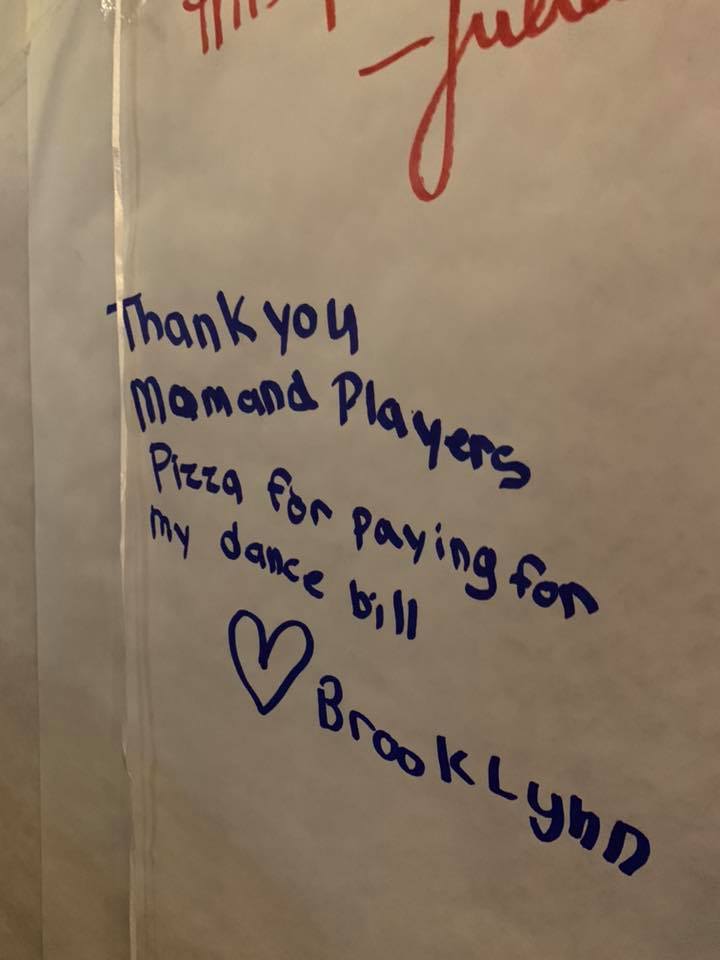 Thank you
Mom and Players
Pizza for paying for
my dance bill
BrookLynn